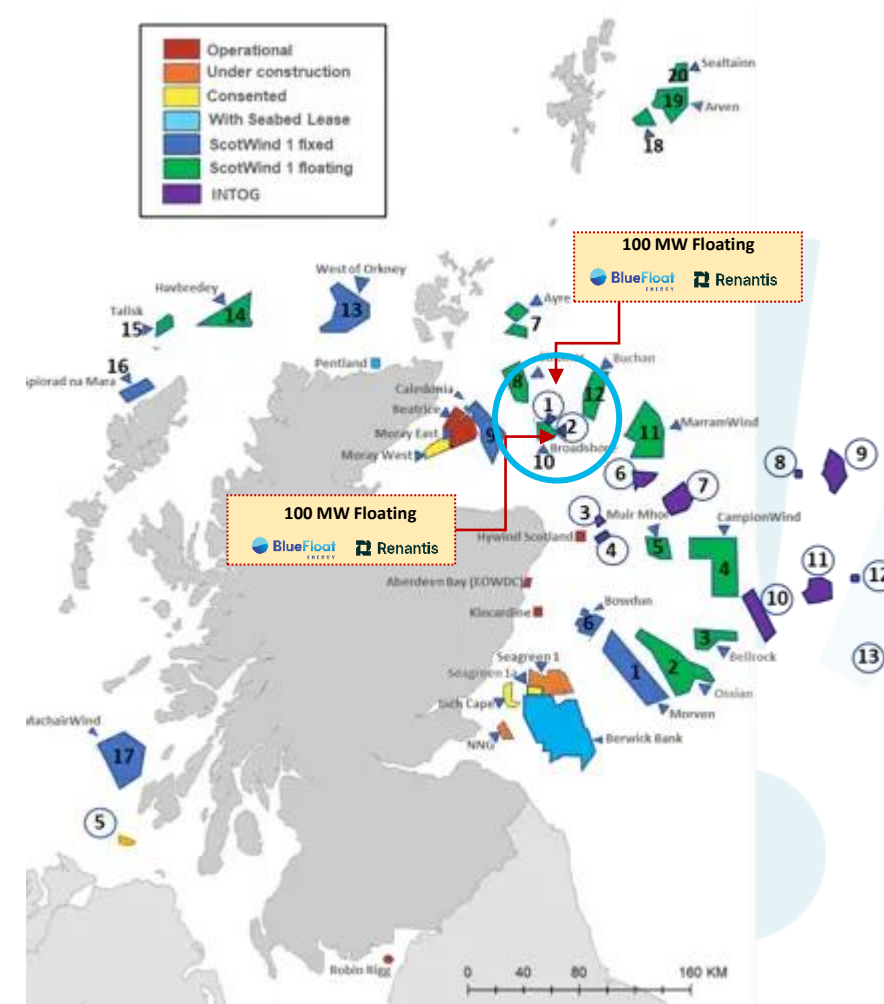 Operational
Under construction
Consented
With Seabed Lease
ScotWind 1 fixed
ScotWind 1 floating
INTOG
20
Sealtainn
19
Arven
18
100 MW Floating
BlueFloat
ENERGY
Renantis
West of Orkney
Havbredey
13
Ayre
Talisk
14
15
7
16
Pentland
Buchan
spiorad na Mara
8
12
Caledonia
Beatrice
1
MarramWind
Moray East
9
2
11
Moray West
Broadshore
10
8
9
6
7
100 MW Floating
BlueFloat
ENERGY
Renantis
3
Muir Mhor
CampionWind
Hywind Scotland
4
5
4
11
12
Aberdeen Bay (EOWDC)
10
Bowdun
Kincardine
6
3
Bellrock
13
Seagreen 1
Seagreen 1a
1
2
Ossian
Inch Cape
Morven
MachairWind
NNG
Berwick Bank
17
5
Robin Rigg
0
40
80
160 KM